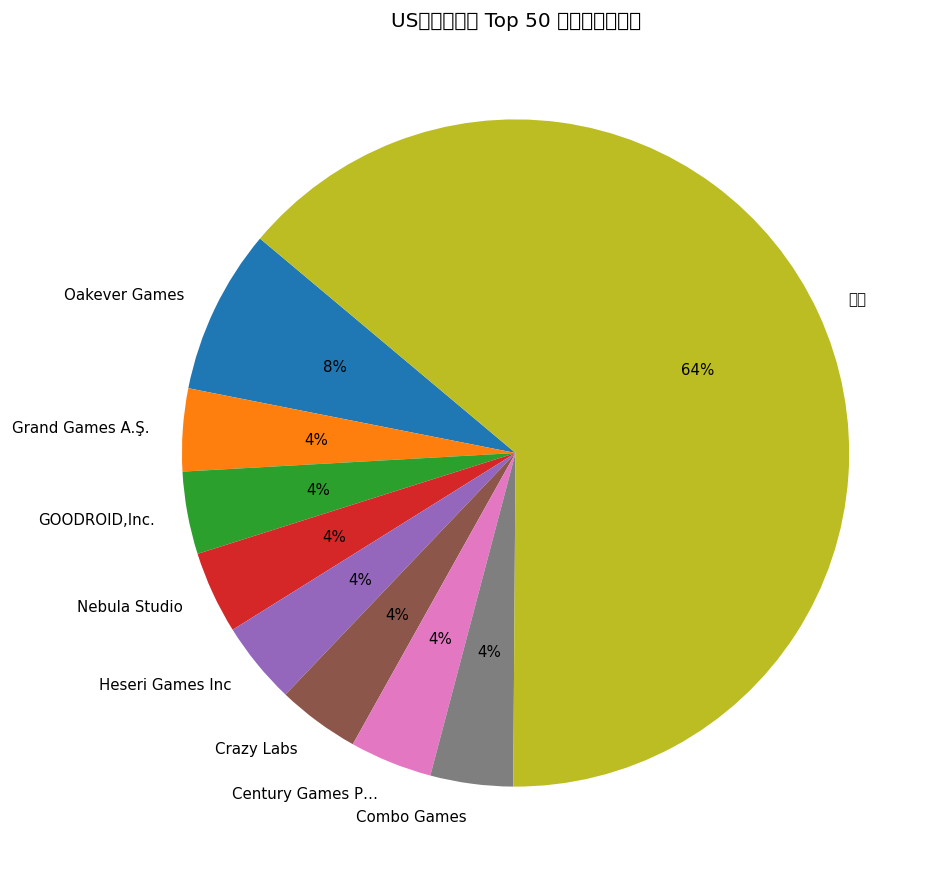 US Top 50
Oakever Games
8%
64%
Grand Games A.Ş.
4%
GOODROID,Inc.
4%
Nebula Studio
4%
Heseri Games Inc
4%
Crazy Labs
4%
Century Games P...
4%
Combo Games
4%